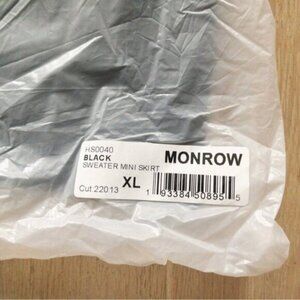 HS0040
BLACK
SWEATER MINI SKIRT
MONROW
Cut 22013 XL
1 93384 50895 5